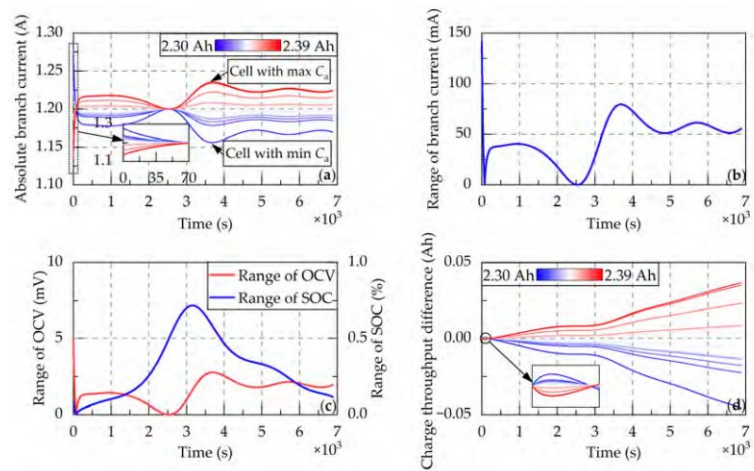 Absolute branch current (A)
1.30
1.25
1.20
1.15
1.10
2.30 Ah
2.39 Ah
Cell with max Ca
Cell with min Ca
1.3
1.1
0 35 70
(a)
0 1 2 3 4 5 6 7
Time (s)
×10³
Range of branch current (mA)
150
100
50
0
(b)
0 1 2 3 4 5 6 7
Time (s)
×10³
Range of OCV (mV)
10
5
0
Range of OCV
Range of SOC
1.0
0.5
0.0
Range of SOC (%)
(c)
0 1 2 3 4 5 6 7
Time (s)
×10³
Charge throughput difference (Ah)
0.05
0.00
−0.05
2.30 Ah
2.39 Ah
(d)
0 1 2 3 4 5 6 7
Time (s)
×10³